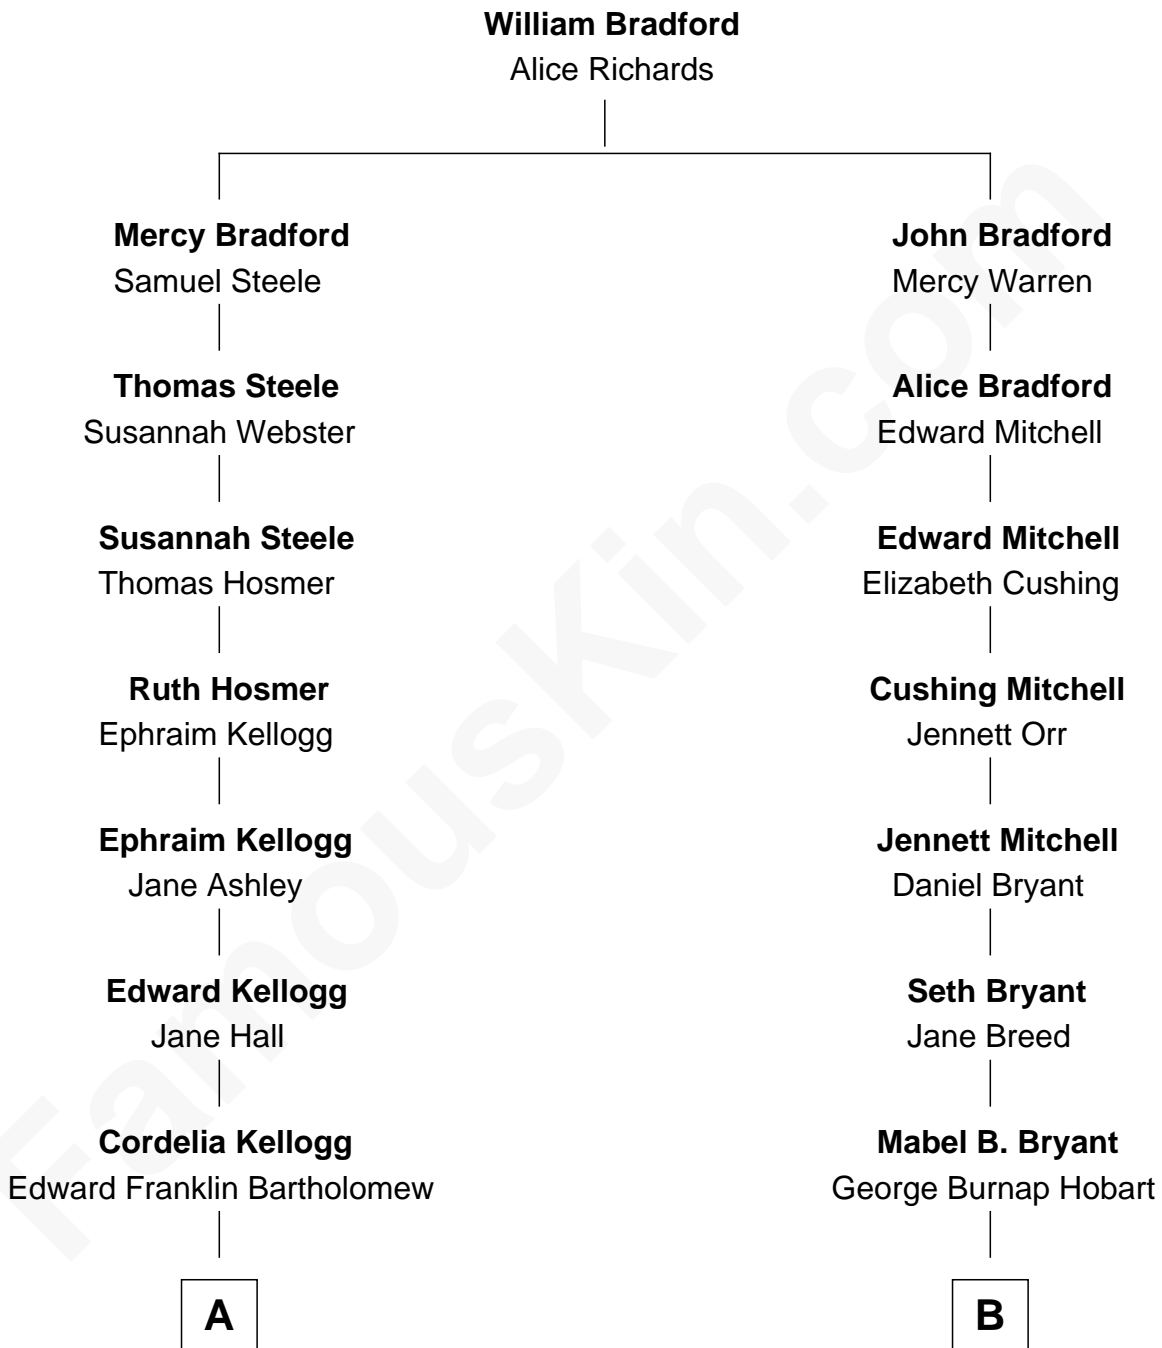 William Bradford
Alice Richards
Mercy Bradford
Samuel Steele
John Bradford
Mercy Warren
Thomas Steele
Susannah Webster
Alice Bradford
Edward Mitchell
Susannah Steele
Thomas Hosmer
Edward Mitchell
Elizabeth Cushing
Ruth Hosmer
Ephraim Kellogg
Cushing Mitchell
Jennett Orr
Ephraim Kellogg
Jane Ashley
Jennett Mitchell
Daniel Bryant
Edward Kellogg
Jane Hall
Seth Bryant
Jane Breed
Cordelia Kellogg
Edward Franklin Bartholomew
Mabel B. Bryant
George Burnap Hobart
A
B
FamousKin.com